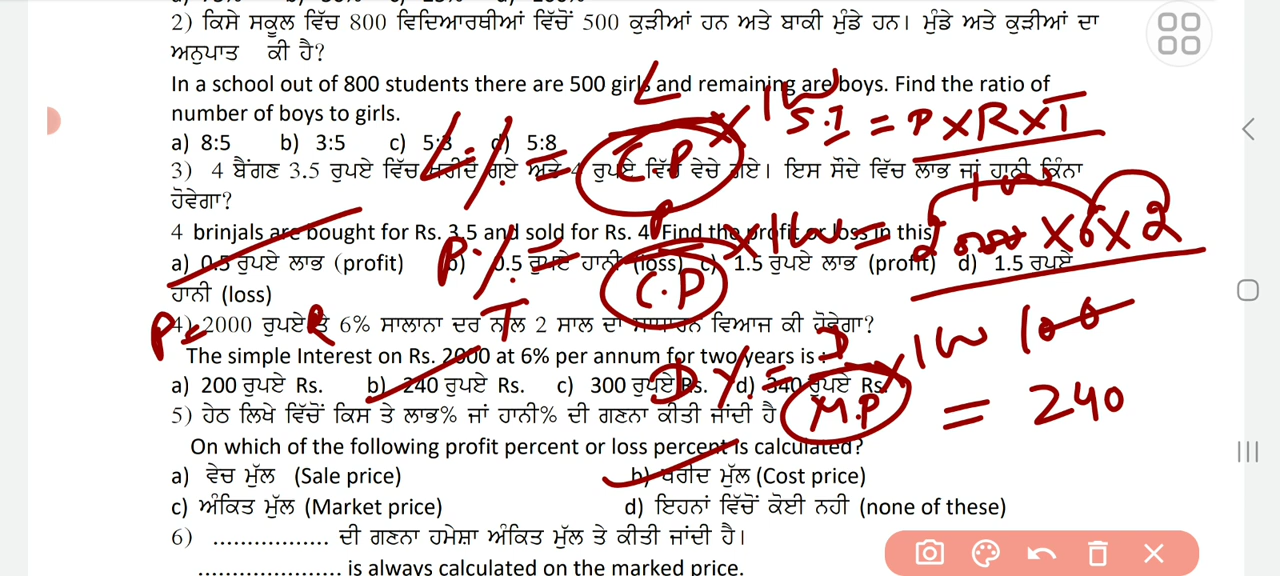 2) ਕਿਸੇ ਸਕੂਲ ਵਿੱਚ 800 ਵਿਦਿਆਰਥੀਆਂ ਵਿੱਚੋਂ 500 ਕੁੜੀਆਂ ਹਨ ਅਤੇ ਬਾਕੀ ਮੁੰਡੇ ਹਨ। ਮੁੰਡੇ ਅਤੇ ਕੁੜੀਆਂ ਦਾ
ਅਨੁਪਾਤ ਕੀ ਹੈ?
In a school out of 800 students there are 500 girls and remaining are boys. Find the ratio of
number of boys to girls.
a) 8:5 b) 3:5 c) 5:3 d) 5:8
L% = L/C.P × 100
S.I = P×R×T
3) 4 ਬੈਂਗਣ 3.5 ਰੁਪਏ ਵਿੱਚ ਖਰੀਦੇ ਗਏ ਅਤੇ 4 ਰੁਪਏ ਵਿੱਚ ਵੇਚੇ ਗਏ। ਇਸ ਸੌਦੇ ਵਿੱਚ ਲਾਭ ਜਾਂ ਹਾਨੀ ਕਿੰਨਾ
ਹੋਵੇਗਾ?
4 brinjals are bought for Rs. 3.5 and sold for Rs. 4. Find the profit or loss in this
a) 0.5 ਰੁਪਏ ਲਾਭ (profit) b) 0.5 ਰੁਪਏ ਹਾਨੀ (loss) c) 1.5 ਰੁਪਏ ਲਾਭ (profit) d) 1.5 ਰੁਪਏ
ਹਾਨੀ (loss)
P% = P/C.P × 100 = 2000×6×2
100
4) 2000 ਰੁਪਏ ਤੇ 6% ਸਾਲਾਨਾ ਦਰ ਨਾਲ 2 ਸਾਲ ਦਾ ਸਧਾਰਨ ਵਿਆਜ ਕੀ ਹੋਵੇਗਾ?
P= R T
The simple Interest on Rs. 2000 at 6% per annum for two years is :
a) 200 ਰੁਪਏ Rs. b) 240 ਰੁਪਏ Rs. c) 300 ਰੁਪਏ Rs. d) 340 ਰੁਪਏ Rs.
D% = D/M.P × 100
= 240
5) ਹੇਠ ਲਿਖੇ ਵਿੱਚੋਂ ਕਿਸ ਤੇ ਲਾਭ% ਜਾਂ ਹਾਨੀ% ਦੀ ਗਣਨਾ ਕੀਤੀ ਜਾਂਦੀ ਹੈ
On which of the following profit percent or loss percent is calculated?
a) ਵੇਚ ਮੁੱਲ (Sale price) b) ਖਰੀਦ ਮੁੱਲ (Cost price)
c) ਅੰਕਿਤ ਮੁੱਲ (Market price) d) ਇਹਨਾਂ ਵਿੱਚੋਂ ਕੋਈ ਨਹੀ (none of these)
6) ................. ਦੀ ਗਣਨਾ ਹਮੇਸ਼ਾ ਅੰਕਿਤ ਮੁੱਲ ਤੇ ਕੀਤੀ ਜਾਂਦੀ ਹੈ।
..................... is always calculated on the marked price.